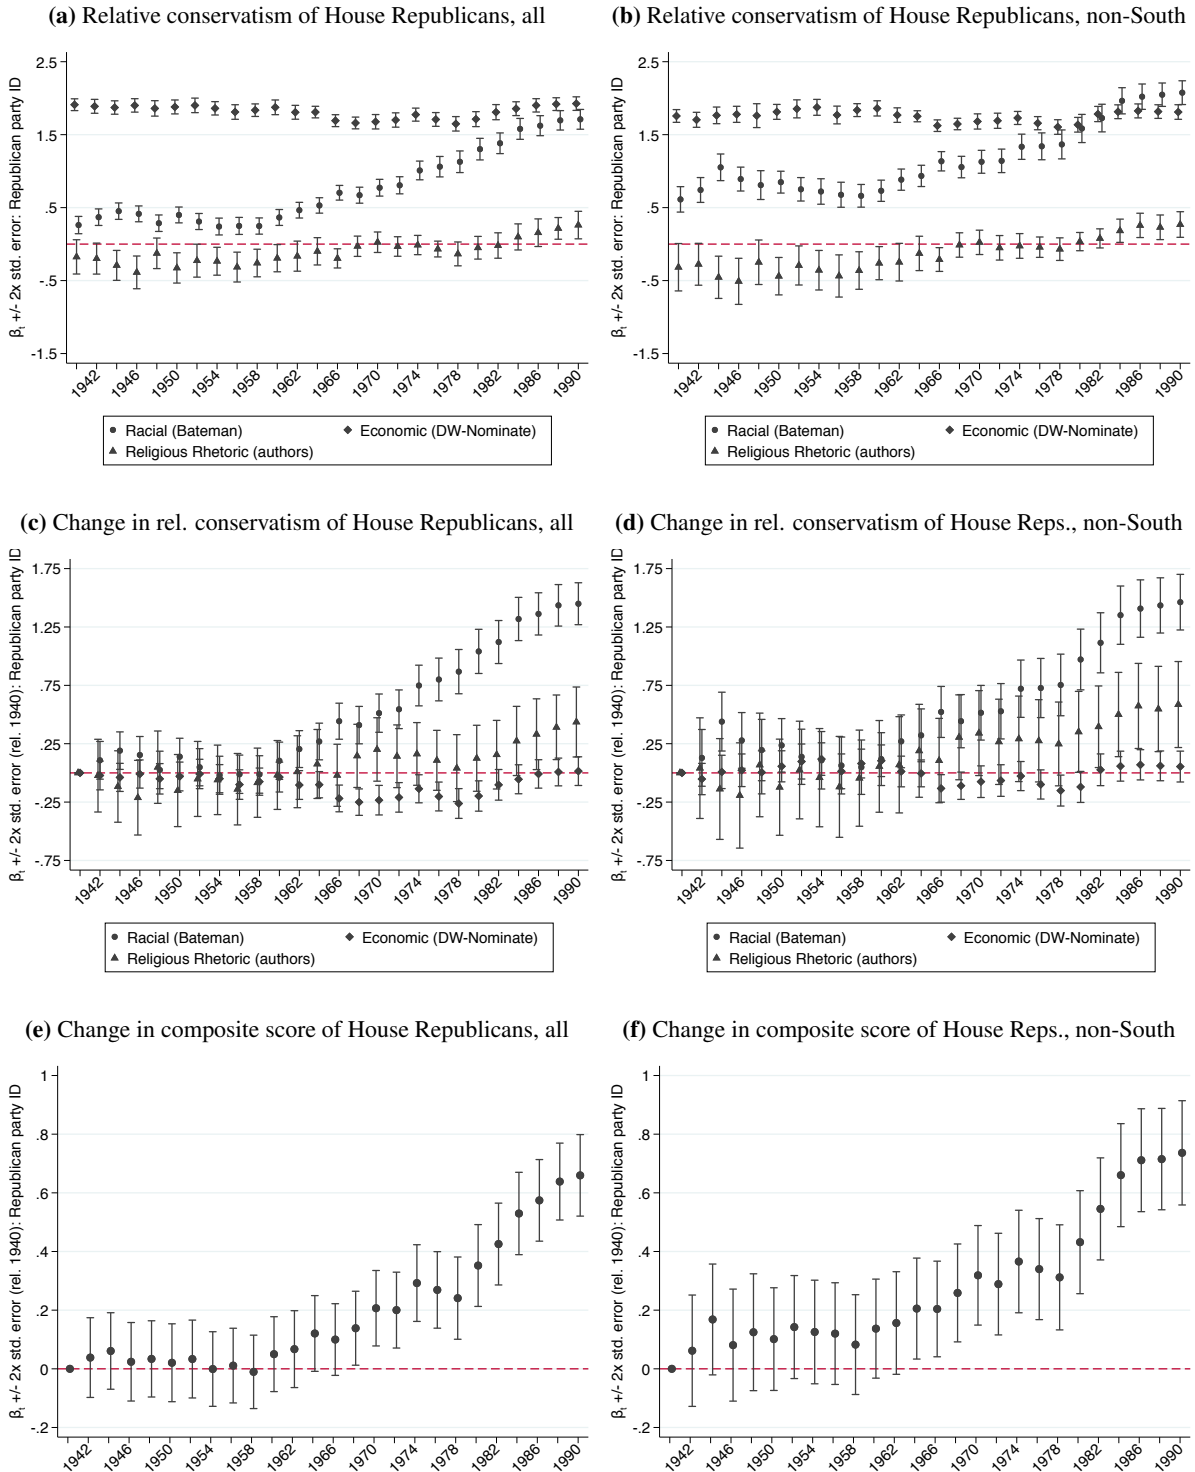 (a) Relative conservatism of House Republicans, all
(b) Relative conservatism of House Republicans, non-South
βt +/- 2x std. error: Republican party ID
2.5
1.5
.5
-.5
-1.5
1942 1946 1950 1954 1958 1962 1966 1970 1974 1978 1982 1986 1990
Racial (Bateman)
Economic (DW-Nominate)
Religious Rhetoric (authors)
βt +/- 2x std. error: Republican party ID
2.5
1.5
.5
-.5
-1.5
1942 1946 1950 1954 1958 1962 1966 1970 1974 1978 1982 1986 1990
Racial (Bateman)
Economic (DW-Nominate)
Religious Rhetoric (authors)
(c) Change in rel. conservatism of House Republicans, all
(d) Change in rel. conservatism of House Reps., non-South
βt +/- 2x std. error (rel. 1940): Republican party ID
1.75
1.25
.75
.25
-.25
-.75
1942 1946 1950 1954 1958 1962 1966 1970 1974 1978 1982 1986 1990
Racial (Bateman)
Economic (DW-Nominate)
Religious Rhetoric (authors)
βt +/- 2x std. error (rel. 1940): Republican party ID
1.75
1.25
.75
.25
-.25
-.75
1942 1946 1950 1954 1958 1962 1966 1970 1974 1978 1982 1986 1990
Racial (Bateman)
Economic (DW-Nominate)
Religious Rhetoric (authors)
(e) Change in composite score of House Republicans, all
(f) Change in composite score of House Reps., non-South
βt +/- 2x std. error (rel. 1940): Republican party ID
1
.8
.6
.4
.2
0
-.2
1942 1946 1950 1954 1958 1962 1966 1970 1974 1978 1982 1986 1990
βt +/- 2x std. error (rel. 1940): Republican party ID
1
.8
.6
.4
.2
0
-.2
1942 1946 1950 1954 1958 1962 1966 1970 1974 1978 1982 1986 1990